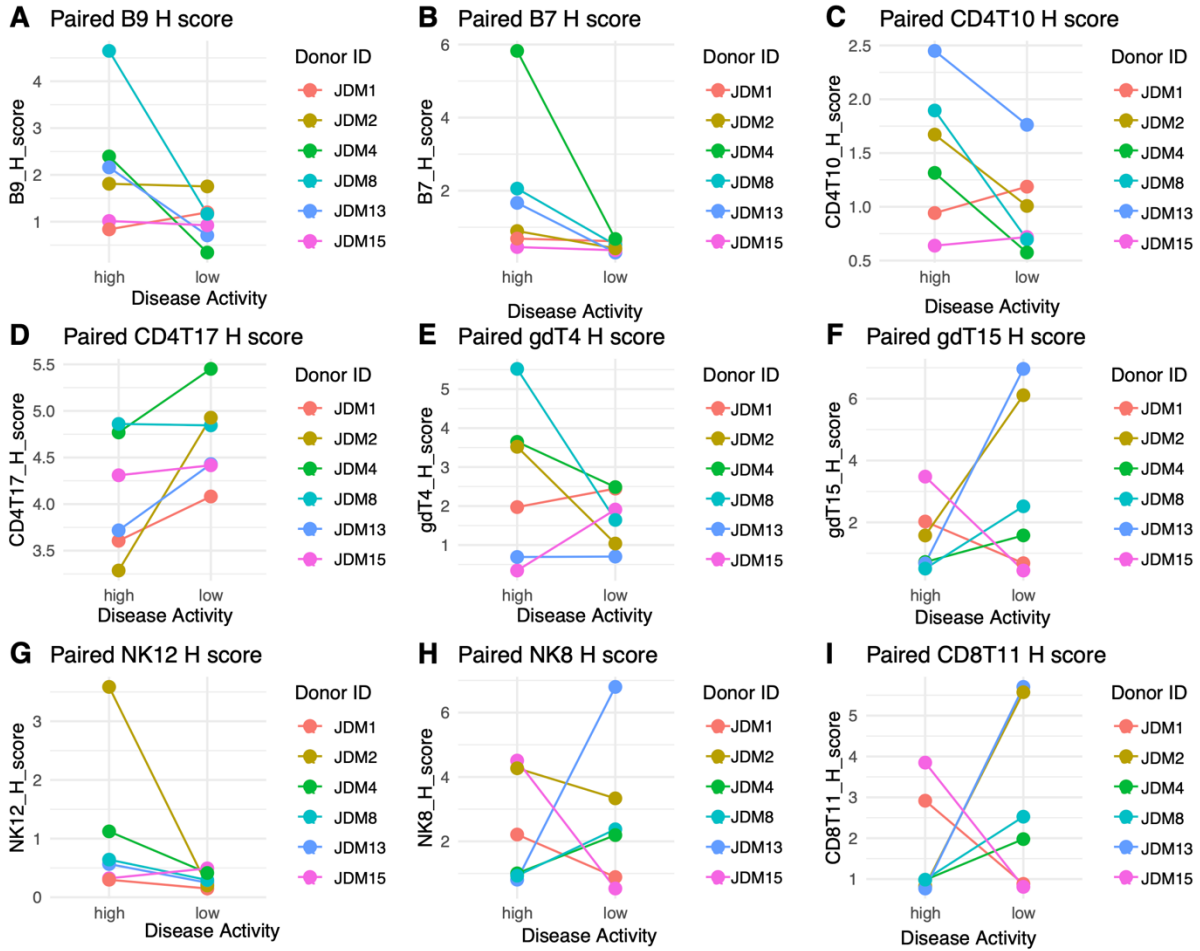 A Paired B9 H score
B9_H_score
4
3
2
1
high low
Disease Activity
Donor ID
JDM1
JDM2
JDM4
JDM8
JDM13
JDM15
B Paired B7 H score
B7_H_score
6
4
2
high low
Disease Activity
Donor ID
JDM1
JDM2
JDM4
JDM8
JDM13
JDM15
C Paired CD4T10 H score
CD4T10_H_score
2.5
2.0
1.5
1.0
0.5
high low
Disease Activity
Donor ID
JDM1
JDM2
JDM4
JDM8
JDM13
JDM15
D Paired CD4T17 H score
CD4T17_H_score
5.5
5.0
4.5
4.0
3.5
high low
Disease Activity
Donor ID
JDM1
JDM2
JDM4
JDM8
JDM13
JDM15
E Paired gdT4 H score
gdT4_H_score
5
4
3
2
1
high low
Disease Activity
Donor ID
JDM1
JDM2
JDM4
JDM8
JDM13
JDM15
F Paired gdT15 H score
gdT15_H_score
6
4
2
high low
Disease Activity
Donor ID
JDM1
JDM2
JDM4
JDM8
JDM13
JDM15
G Paired NK12 H score
NK12_H_score
3
2
1
0
high low
Disease Activity
Donor ID
JDM1
JDM2
JDM4
JDM8
JDM13
JDM15
H Paired NK8 H score
NK8_H_score
6
4
2
high low
Disease Activity
Donor ID
JDM1
JDM2
JDM4
JDM8
JDM13
JDM15
I Paired CD8T11 H score
CD8T11_H_score
5
4
3
2
1
high low
Disease Activity
Donor ID
JDM1
JDM2
JDM4
JDM8
JDM13
JDM15